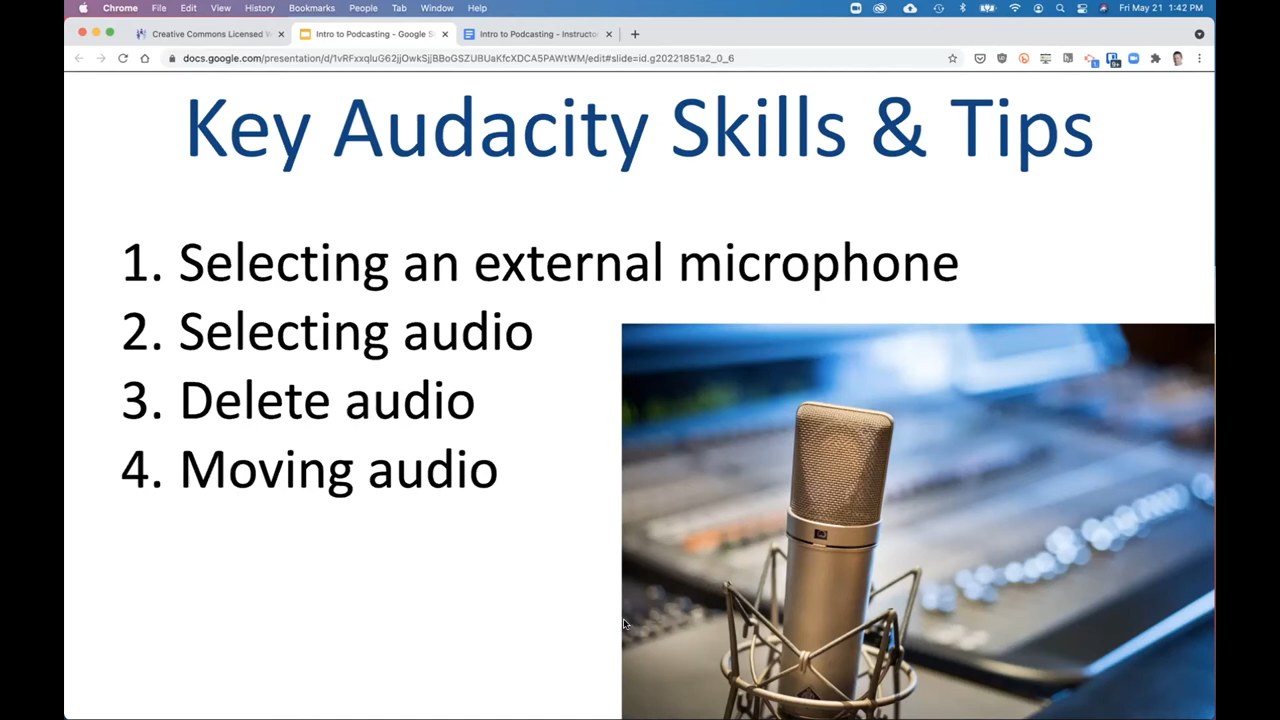 Chrome File Edit View History Bookmarks People Tab Window Help Fri May 21 1:42 PM
Creative Commons Licensed W Intro to Podcasting - Google S Intro to Podcasting - Instructo
docs.google.com/presentation/d/1vRFxxqluG62jjOwkSjjBBoGSZUBUaKfcXDCA5PAWtWM/edit#slide=id.g20221851a2_0_6
Key Audacity Skills & Tips
1. Selecting an external microphone
2. Selecting audio
3. Delete audio
4. Moving audio